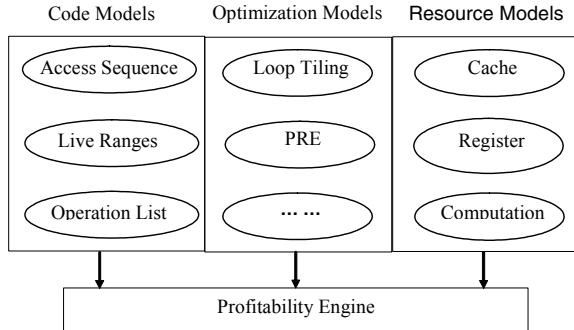 Code Models
Optimization Models
Resource Models
Access Sequence
Loop Tiling
Cache
Live Ranges
PRE
Register
Operation List
... ...
Computation
Profitability Engine